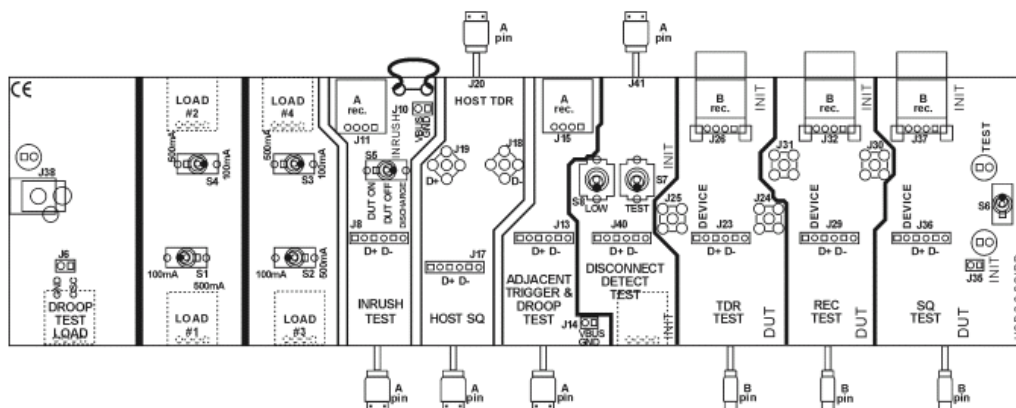 A
pin
A
pin
CE
J20
J41
LOAD
#2
LOAD
#4
A
rec.
J10
VBUS
GND
INRUSH
HOST TDR
A
rec.
B
rec.
INIT
B
rec.
INIT
B
rec.
INIT
J11
J15
J26
J32
J37
TEST
500mA
100mA
S4
500mA
100mA
S3
S5
DUT ON
DUT OFF
DISCHARGE
J19
D+
J18
D-
INIT
S8
LOW
S7
TEST
J31
J30
J38
J25
DEVICE
J24
DEVICE
DEVICE
S6
J8
D+ D-
J13
D+ D-
J40
D+ D-
J23
D+ D-
J29
D+ D-
J36
D+ D-
J6
GND
OSC
100mA
S1
500mA
100mA
S2
500mA
J17
D+ D-
J35
INIT
DROOP
TEST
LOAD
LOAD
#1
LOAD
#3
INRUSH
TEST
HOST SQ
ADJACENT
TRIGGER &
DROOP
TEST
J14
VBUS
GND
DISCONNECT
DETECT
TEST
INIT
TDR
TEST
DUT
REC
TEST
DUT
SQ
TEST
DUT
A
pin
A
pin
A
pin
B
pin
B
pin
B
pin